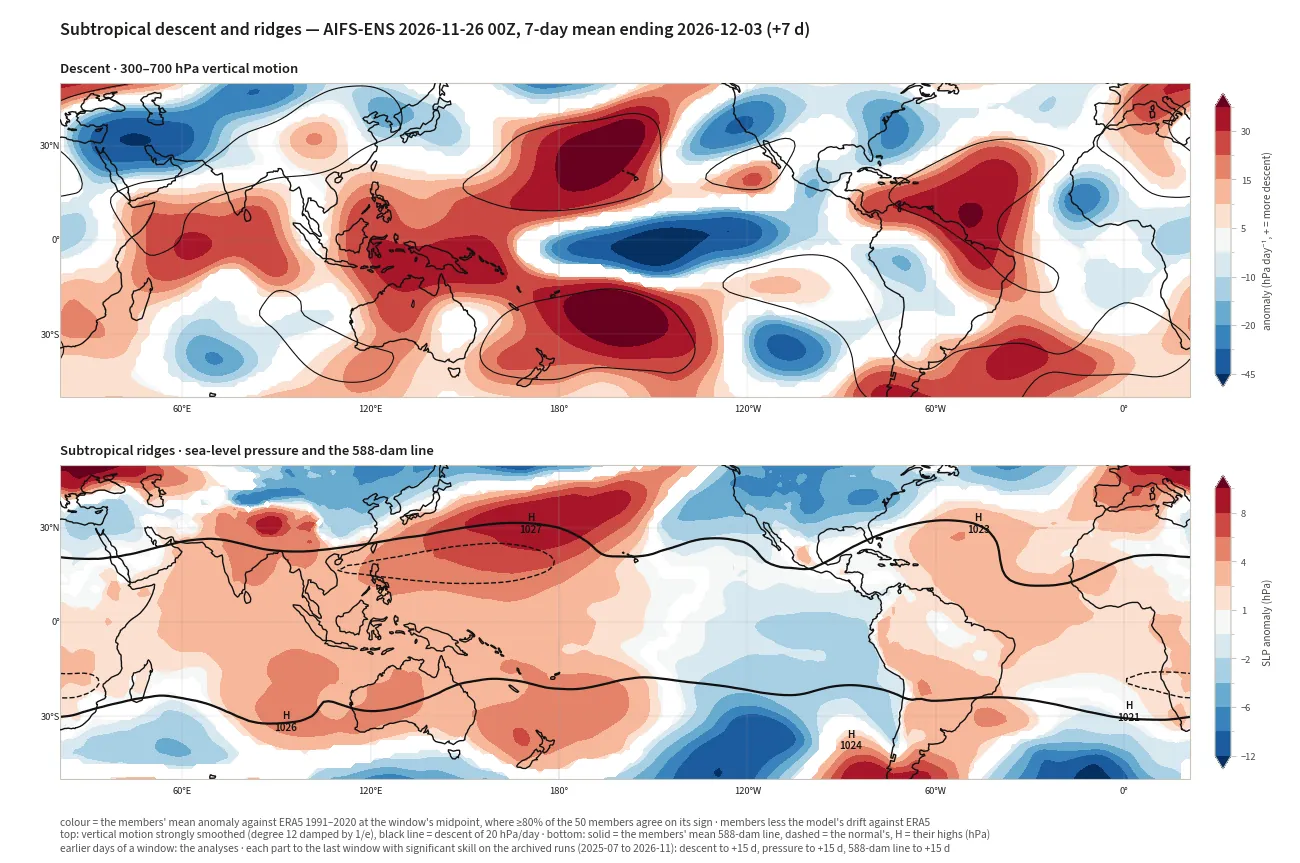 Subtropical descent and ridges — AIFS-ENS 2026-11-26 00Z, 7-day mean ending 2026-12-03 (+7 d)
Descent · 300–700 hPa vertical motion
30°N
0°
30°S
60°E
120°E
180°
120°W
60°W
0°
30
15
5
−10
−20
−45
anomaly (hPa day⁻¹, + = more descent)
Subtropical ridges · sea-level pressure and the 588-dam line
H
1027
H
1023
H
1026
H
1024
H
1021
30°N
0°
30°S
60°E
120°E
180°
120°W
60°W
0°
8
4
1
−2
−6
−12
SLP anomaly (hPa)
colour = the members' mean anomaly against ERA5 1991–2020 at the window's midpoint, where ≥80% of the 50 members agree on its sign · members less the model's drift against ERA5
top: vertical motion strongly smoothed (degree 12 damped by 1/e), black line = descent of 20 hPa/day · bottom: solid = the members' mean 588-dam line, dashed = the normal's, H = their highs (hPa)
earlier days of a window: the analyses · each part to the last window with significant skill on the archived runs (2025-07 to 2026-11): descent to +15 d, pressure to +15 d, 588-dam line to +15 d